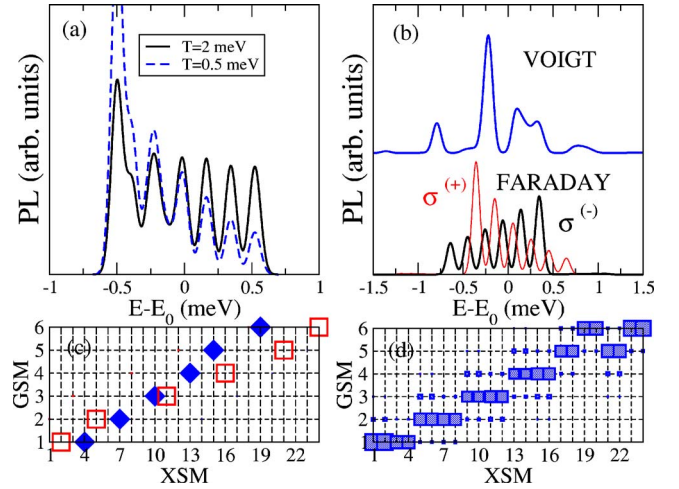 (a)
T=2 meV
T=0.5 meV
PL (arb. units)
-1 -0.5 0 0.5 1
E-E0 (meV)
(b)
VOIGT
FARADAY
σ (+)
σ (-)
PL (arb. units)
-1.5 -1 -0.5 0 0.5 1 1.5
E-E0 (meV)
(c)
GSM
6
5
4
3
2
1
1 4 7 10 13 16 19 22
XSM
(d)
GSM
6
5
4
3
2
1
1 4 7 10 13 16 19 22
XSM